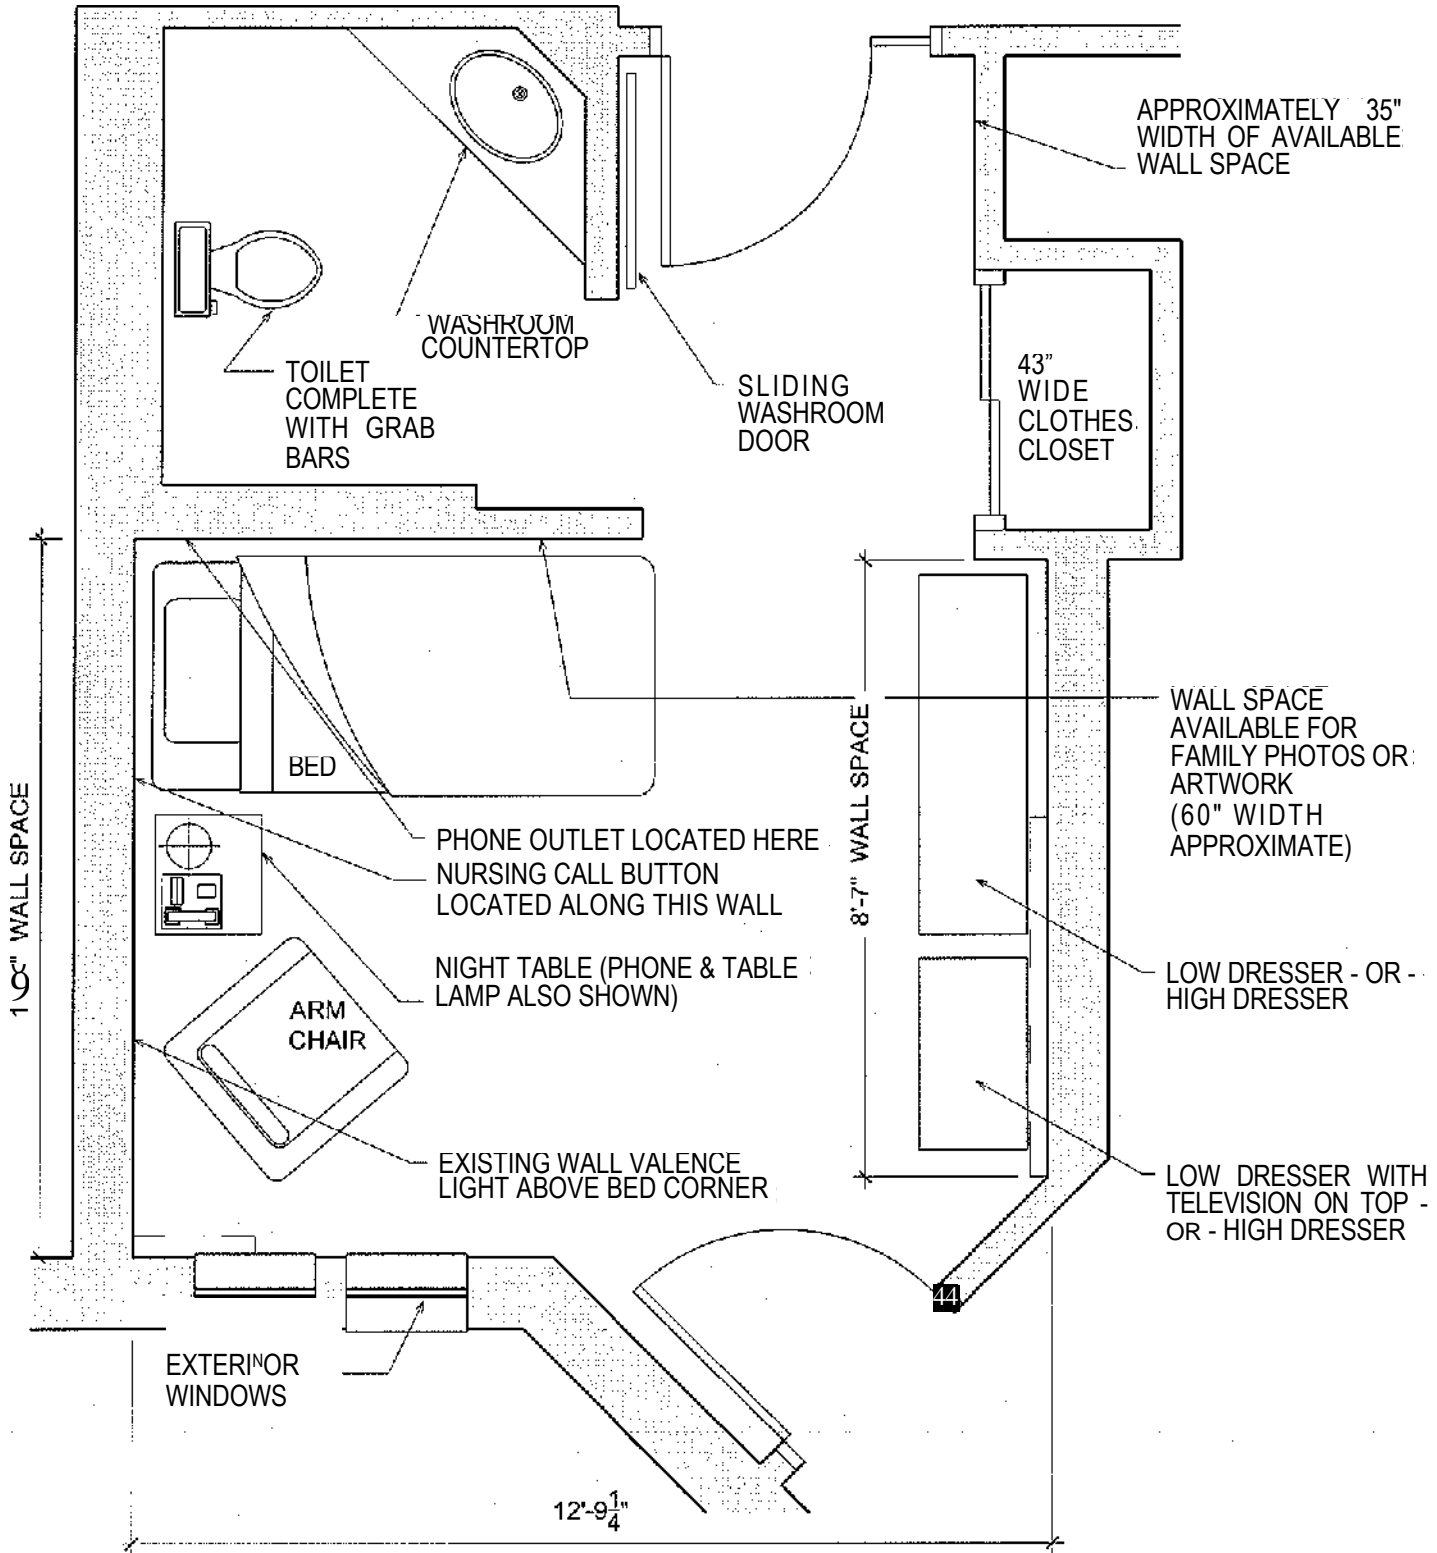 APPROXIMATELY 35"
WIDTH OF AVAILABLE
WALL SPACE
WASHROOM
COUNTERTOP
TOILET
COMPLETE
WITH GRAB
BARS
SLIDING
WASHROOM
DOOR
43”
WIDE
CLOTHES
CLOSET
BED
8'-7" WALL SPACE
WALL SPACE
AVAILABLE FOR
FAMILY PHOTOS OR
ARTWORK
(60" WIDTH
APPROXIMATE)
PHONE OUTLET LOCATED HERE
NURSING CALL BUTTON
LOCATED ALONG THIS WALL
WALL SPACE
NIGHT TABLE (PHONE & TABLE
LAMP ALSO SHOWN)
LOW DRESSER - OR -
HIGH DRESSER
ARM
CHAIR
EXISTING WALL VALENCE
LIGHT ABOVE BED CORNER
LOW DRESSER WITH
TELEVISION ON TOP -
OR - HIGH DRESSER
44
EXTERINOR
WINDOWS
12'-9¼"